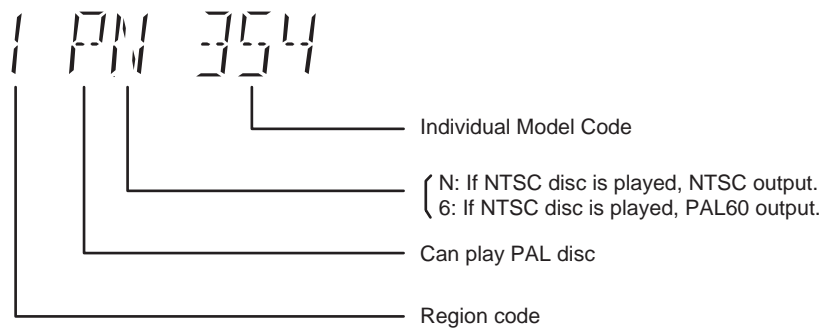 1 PN 354
Individual Model Code
N: If NTSC disc is played, NTSC output.
6: If NTSC disc is played, PAL60 output.
Can play PAL disc
Region code